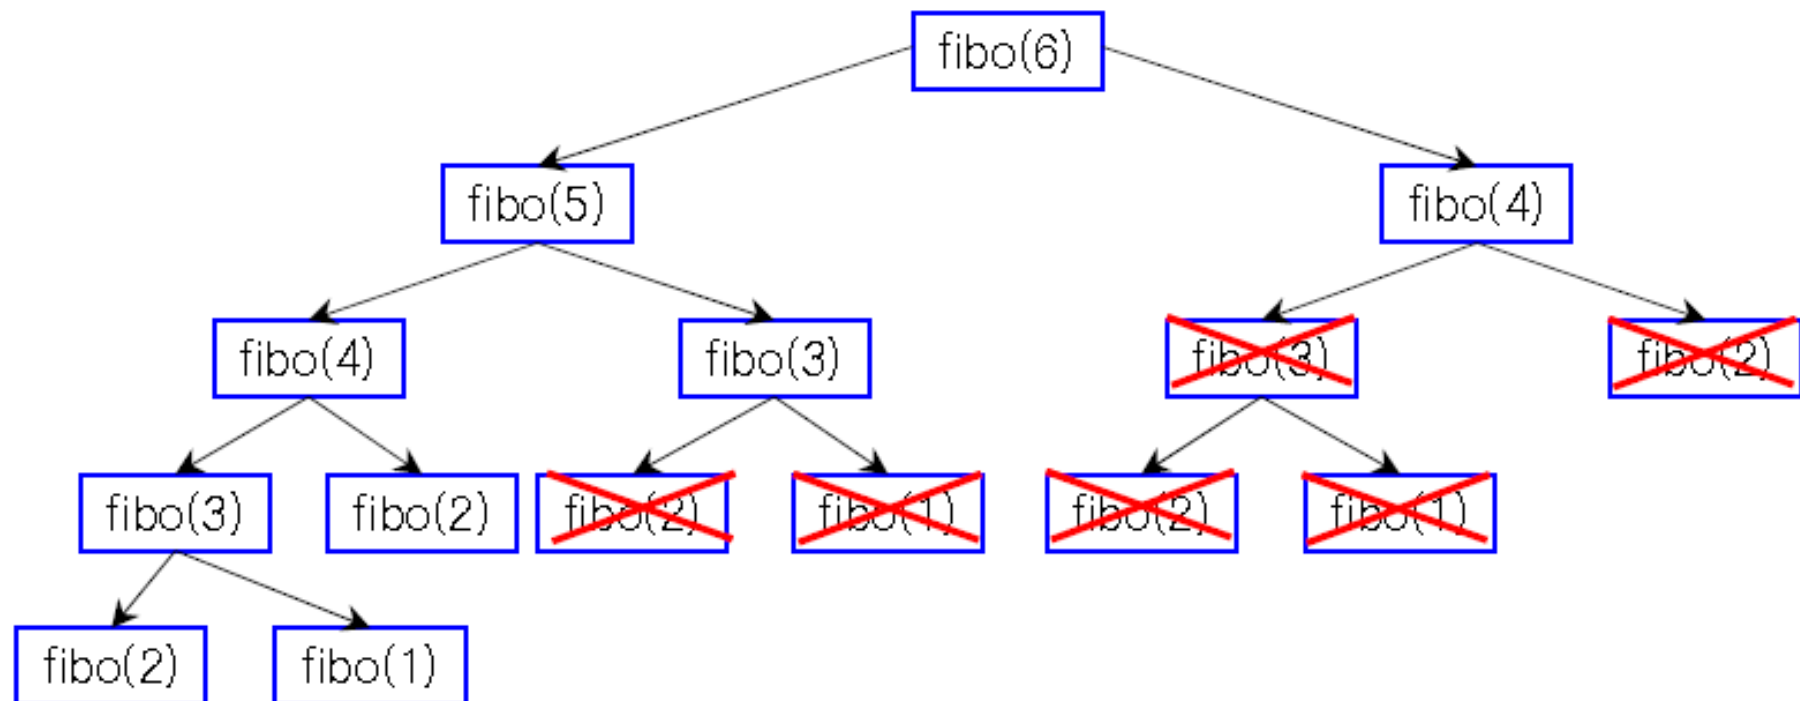 fibo(6)
fibo(5) fibo(4)
fibo(4) fibo(3) fibo(3) fibo(2)
fibo(3) fibo(2) fibo(2) fibo(1) fibo(2) fibo(1)
fibo(2) fibo(1)